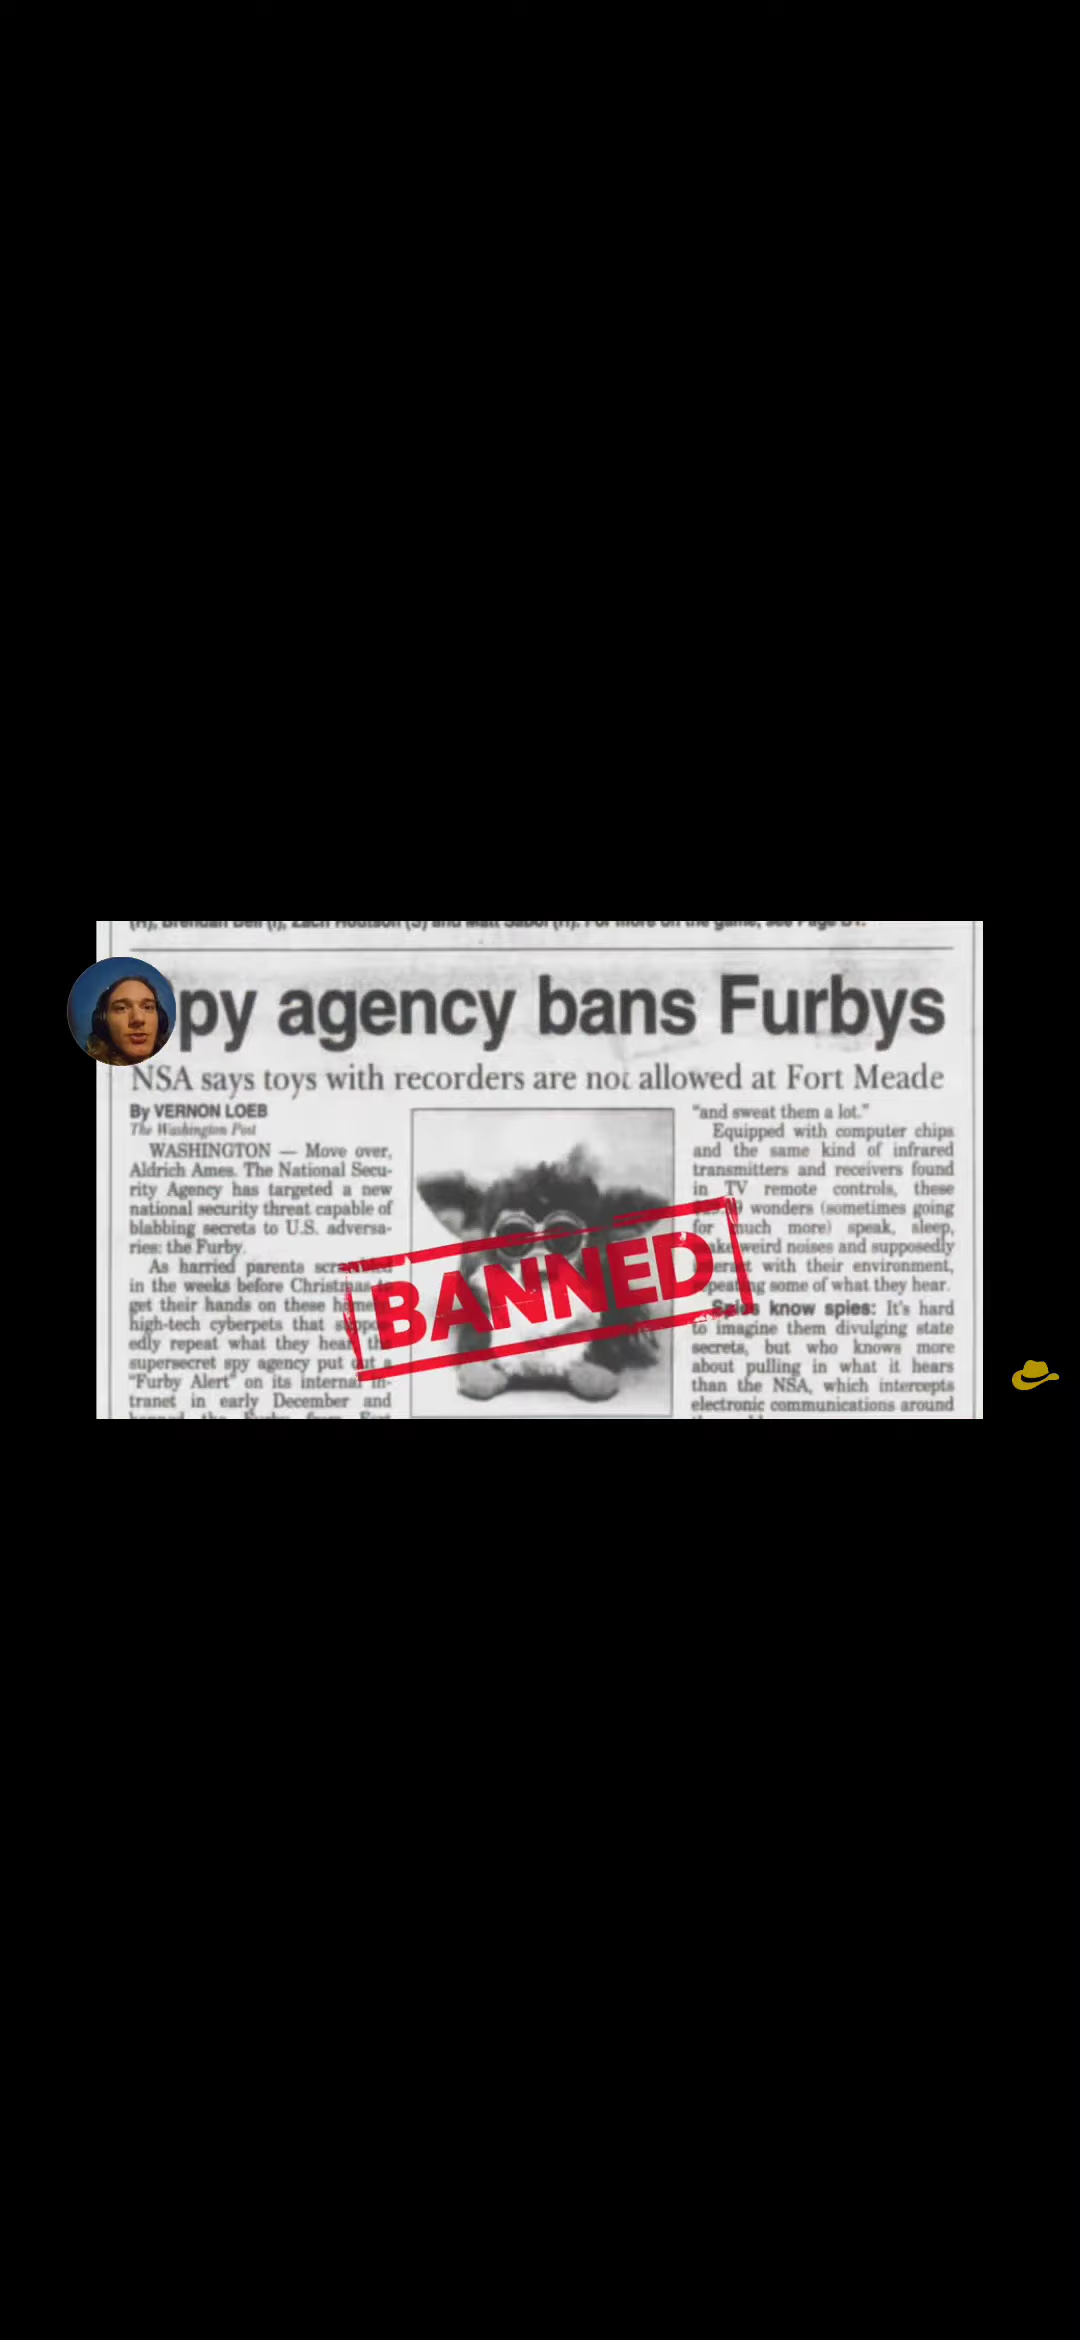 py agency bans Furbys
NSA says toys with recorders are not allowed at Fort Meade
By VERNON LOEB
The Washington Post
WASHINGTON — Move over,
Aldrich Ames. The National Secu-
rity Agency has targeted a new
national security threat capable of
blabbing secrets to U.S. adversa-
ries: the Furby.
As harried parents
in the weeks before Christmas
get their hands on these
high-tech cyberpets that
edly repeat what they hear, the
supersecret spy agency put out a
"Furby Alert" on its internal in-
tranet in early December and
BANNED
"and sweat them a lot."
Equipped with computer chips
and the same kind of infrared
transmitters and receivers found
in TV remote controls, these
wonders (sometimes going
for much more) speak, sleep,
make weird noises and supposedly
interact with their environment,
repeating some of what they hear.
Spies know spies: It's hard
to imagine them divulging state
secrets, but who knows more
about pulling in what it hears
than the NSA, which intercepts
electronic communications around